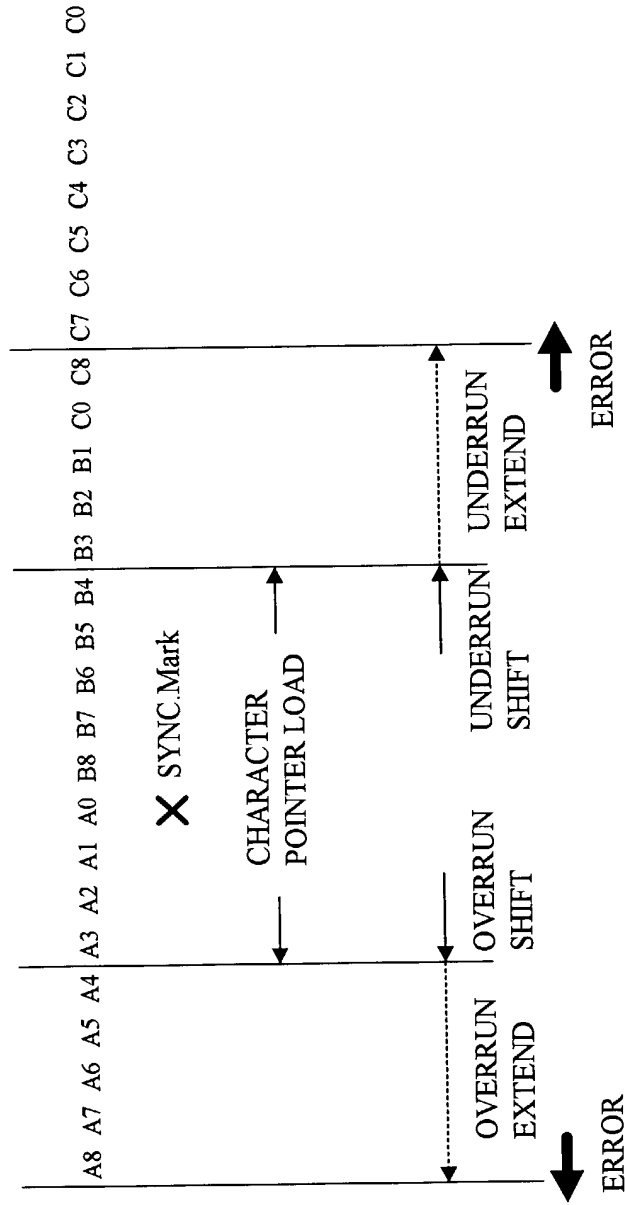 A8 A7 A6 A5 A4 A3 A2 A1 A0 B8 B7 B6 B5 B4 B3 B2 B1 C0 C8 C7 C6 C5 C4 C3 C2 C1 C0
SYNC.Mark
CHARACTER
POINTER LOAD
OVERRUN
EXTEND
OVERRUN
SHIFT
UNDERRUN
SHIFT
UNDERRUN
EXTEND
ERROR
ERROR